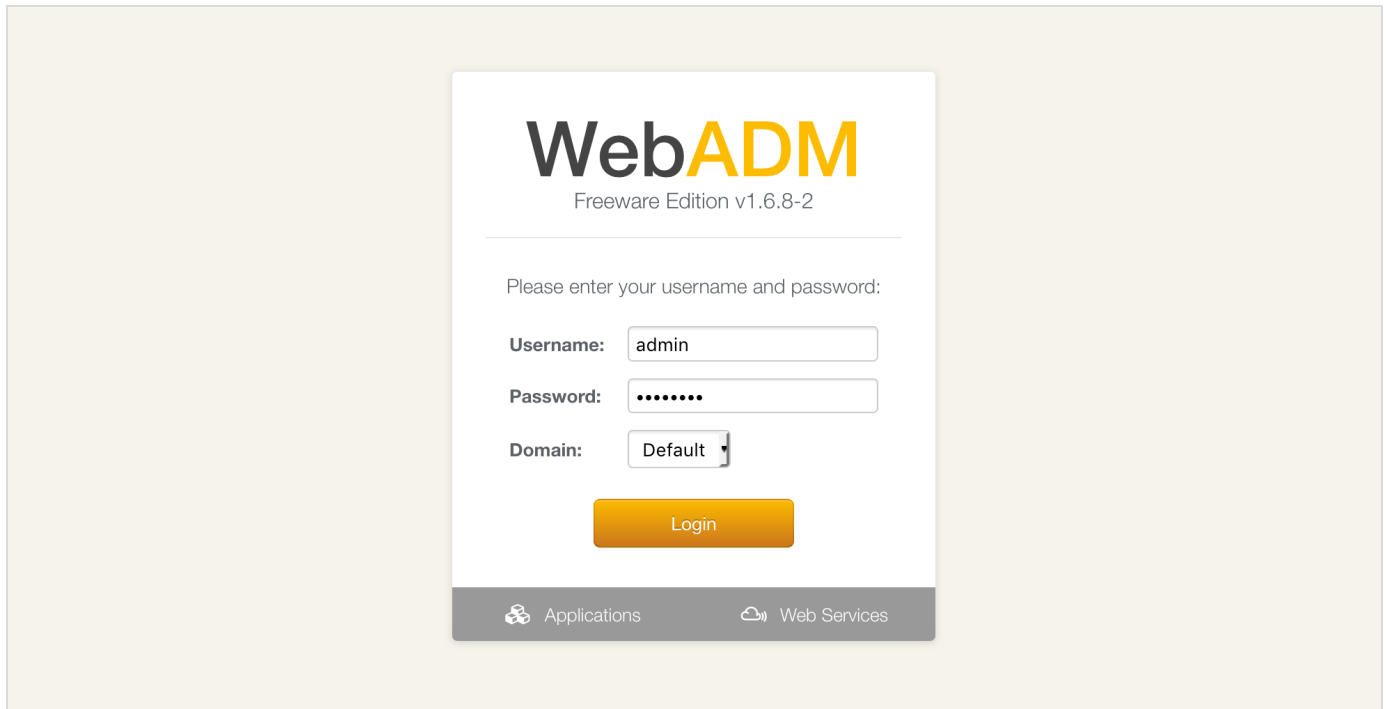 WebADM
Freeware Edition v1.6.8-2
Please enter your username and password:
Username: admin
Password: ••••••••
Domain: Default
Login
Applications Web Services